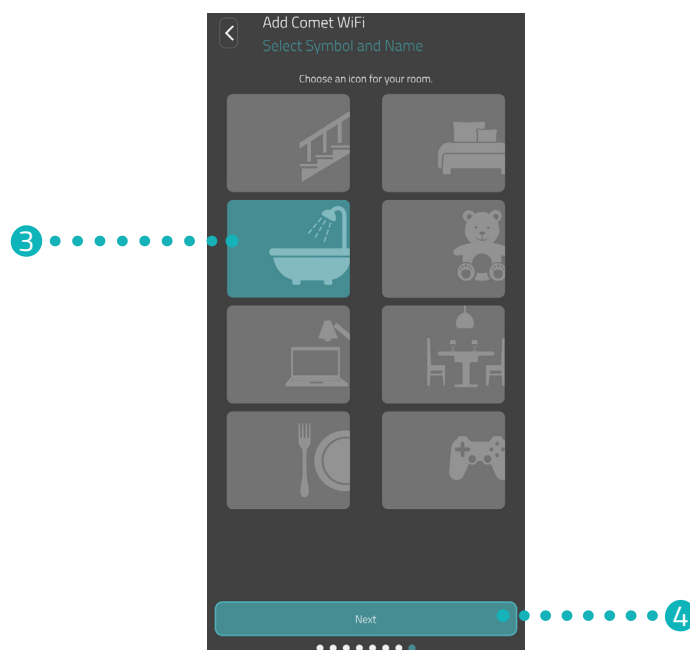 Add Comet WiFi
Select Symbol and Name
Choose an icon for your room.
3
Next
4